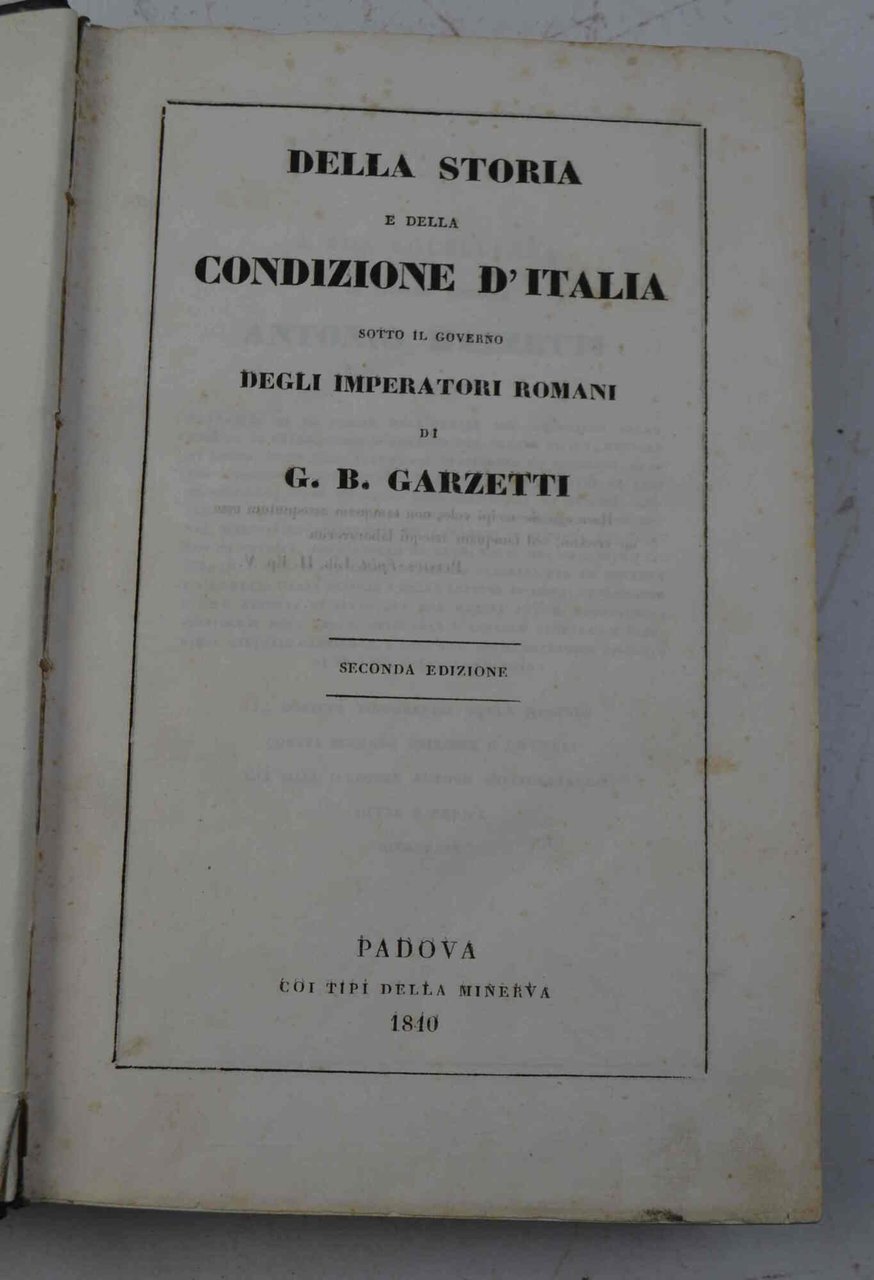 DELLA STORIA
E DELLA
CONDIZIONE D'ITALIA
SOTTO IL GOVERNO
DEGLI IMPERATORI ROMANI
DI
G. B. GARZETTI
SECONDA EDIZIONE
PADOVA
COI TIPI DELLA MINERVA
1840